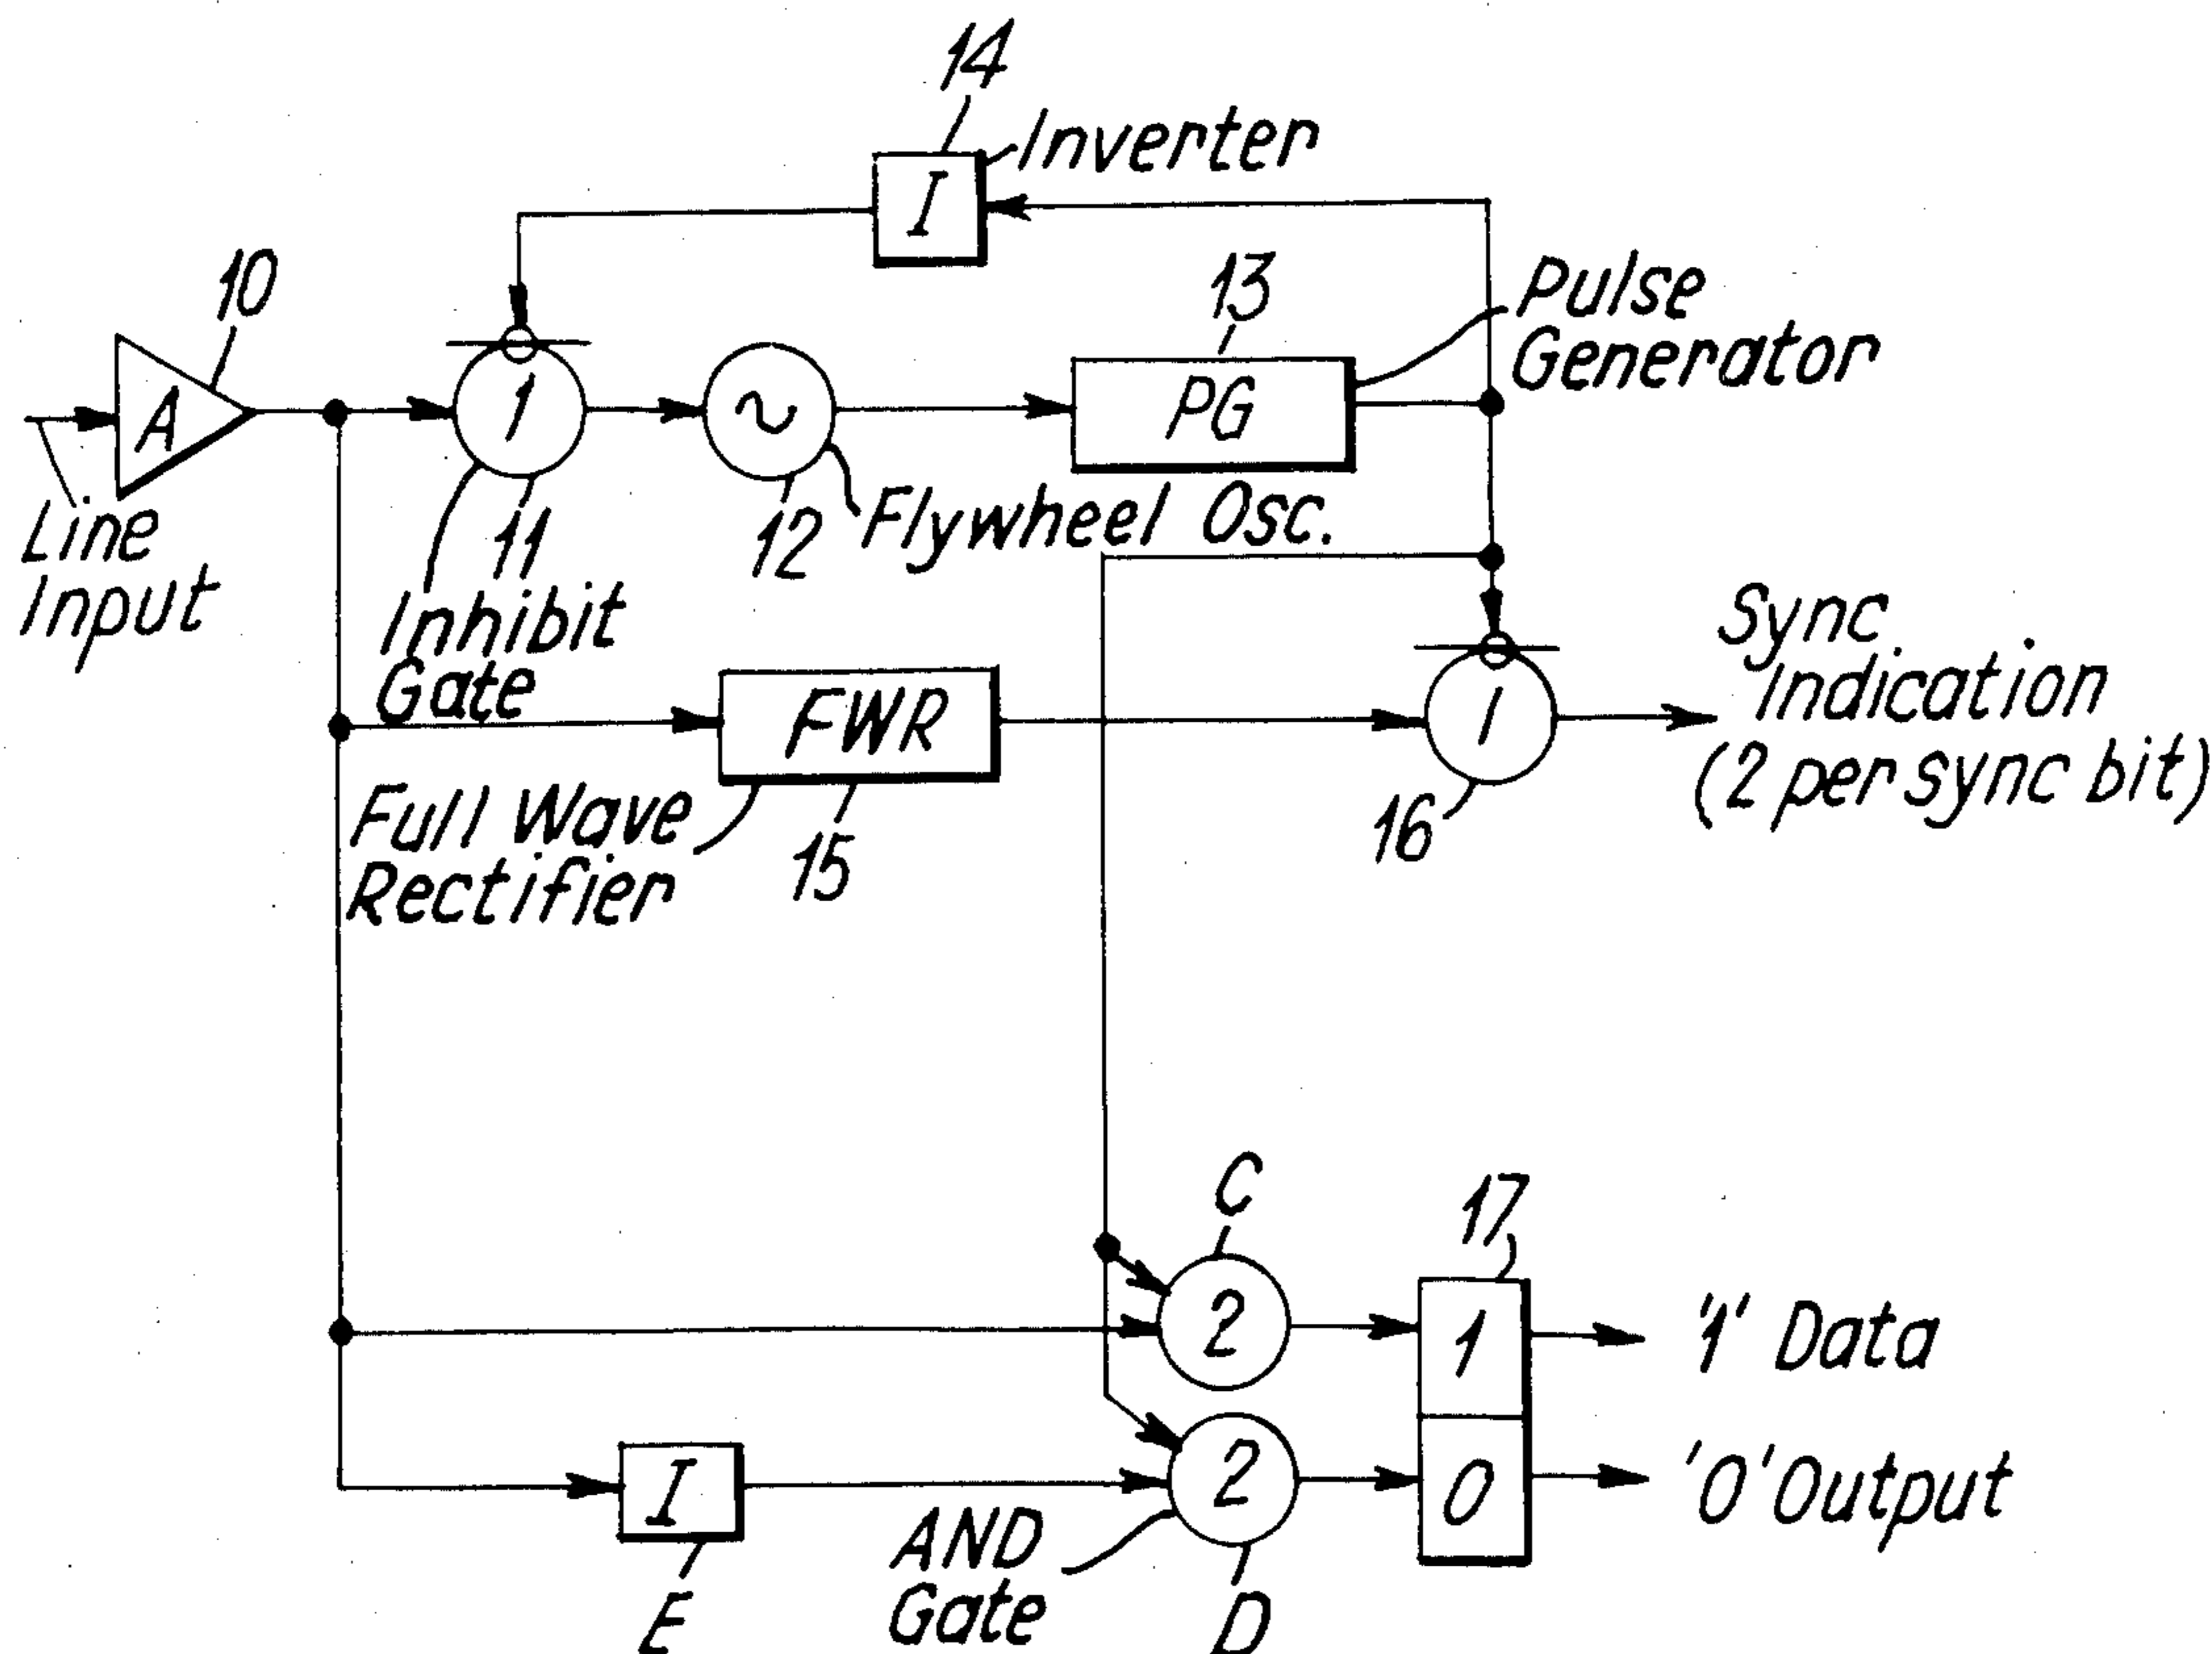 14
Inverter
I
10
13
Pulse
Generator
A
1
~
PG
Line
Input
11
12
Flywheel Osc.
Inhibit
Gate
Sync
Indication
(2 per sync bit)
FWR
1
Full Wave
Rectifier
15
16
C
17
2
1
'1' Data
I
2
0
'0' Output
AND
Gate
E
D